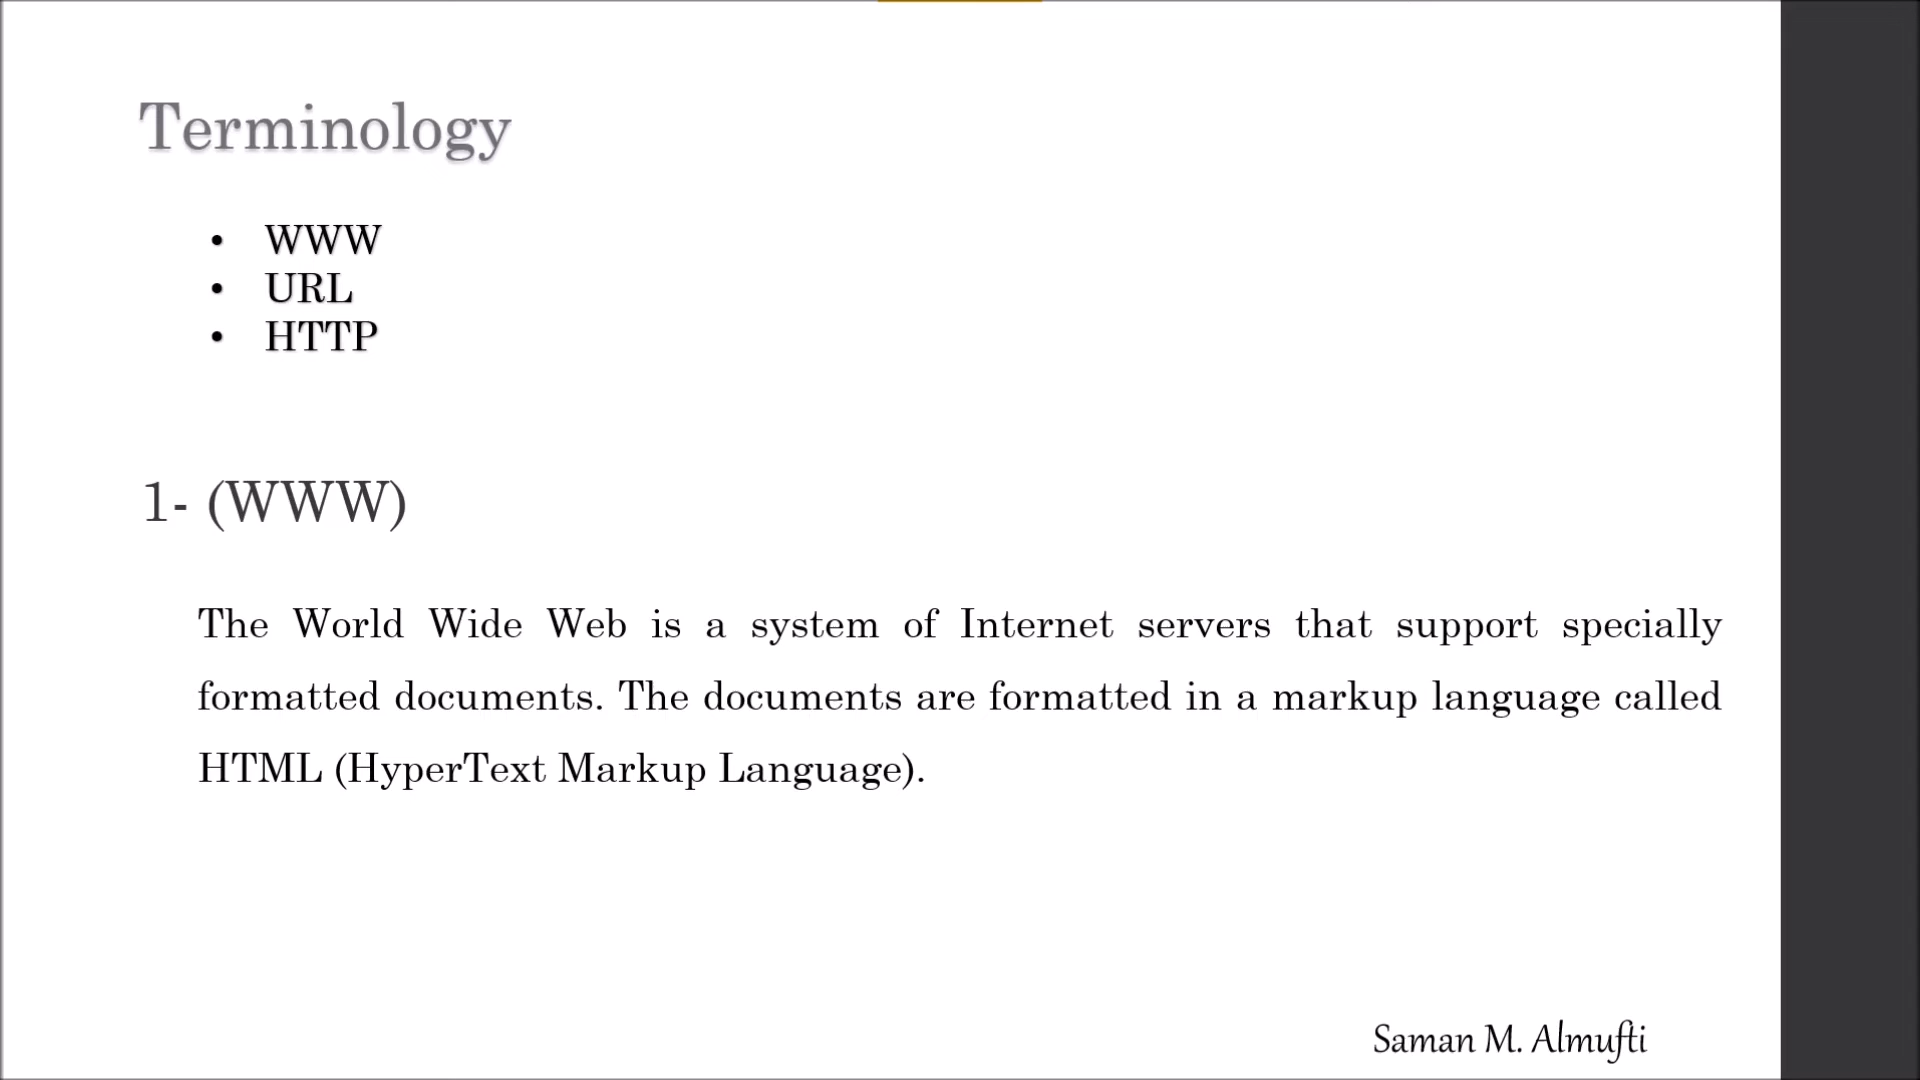 Terminology
• WWW
• URL
• HTTP
1- (WWW)
The World Wide Web is a system of Internet servers that support specially
formatted documents. The documents are formatted in a markup language called
HTML (HyperText Markup Language).
Saman M. Almufti